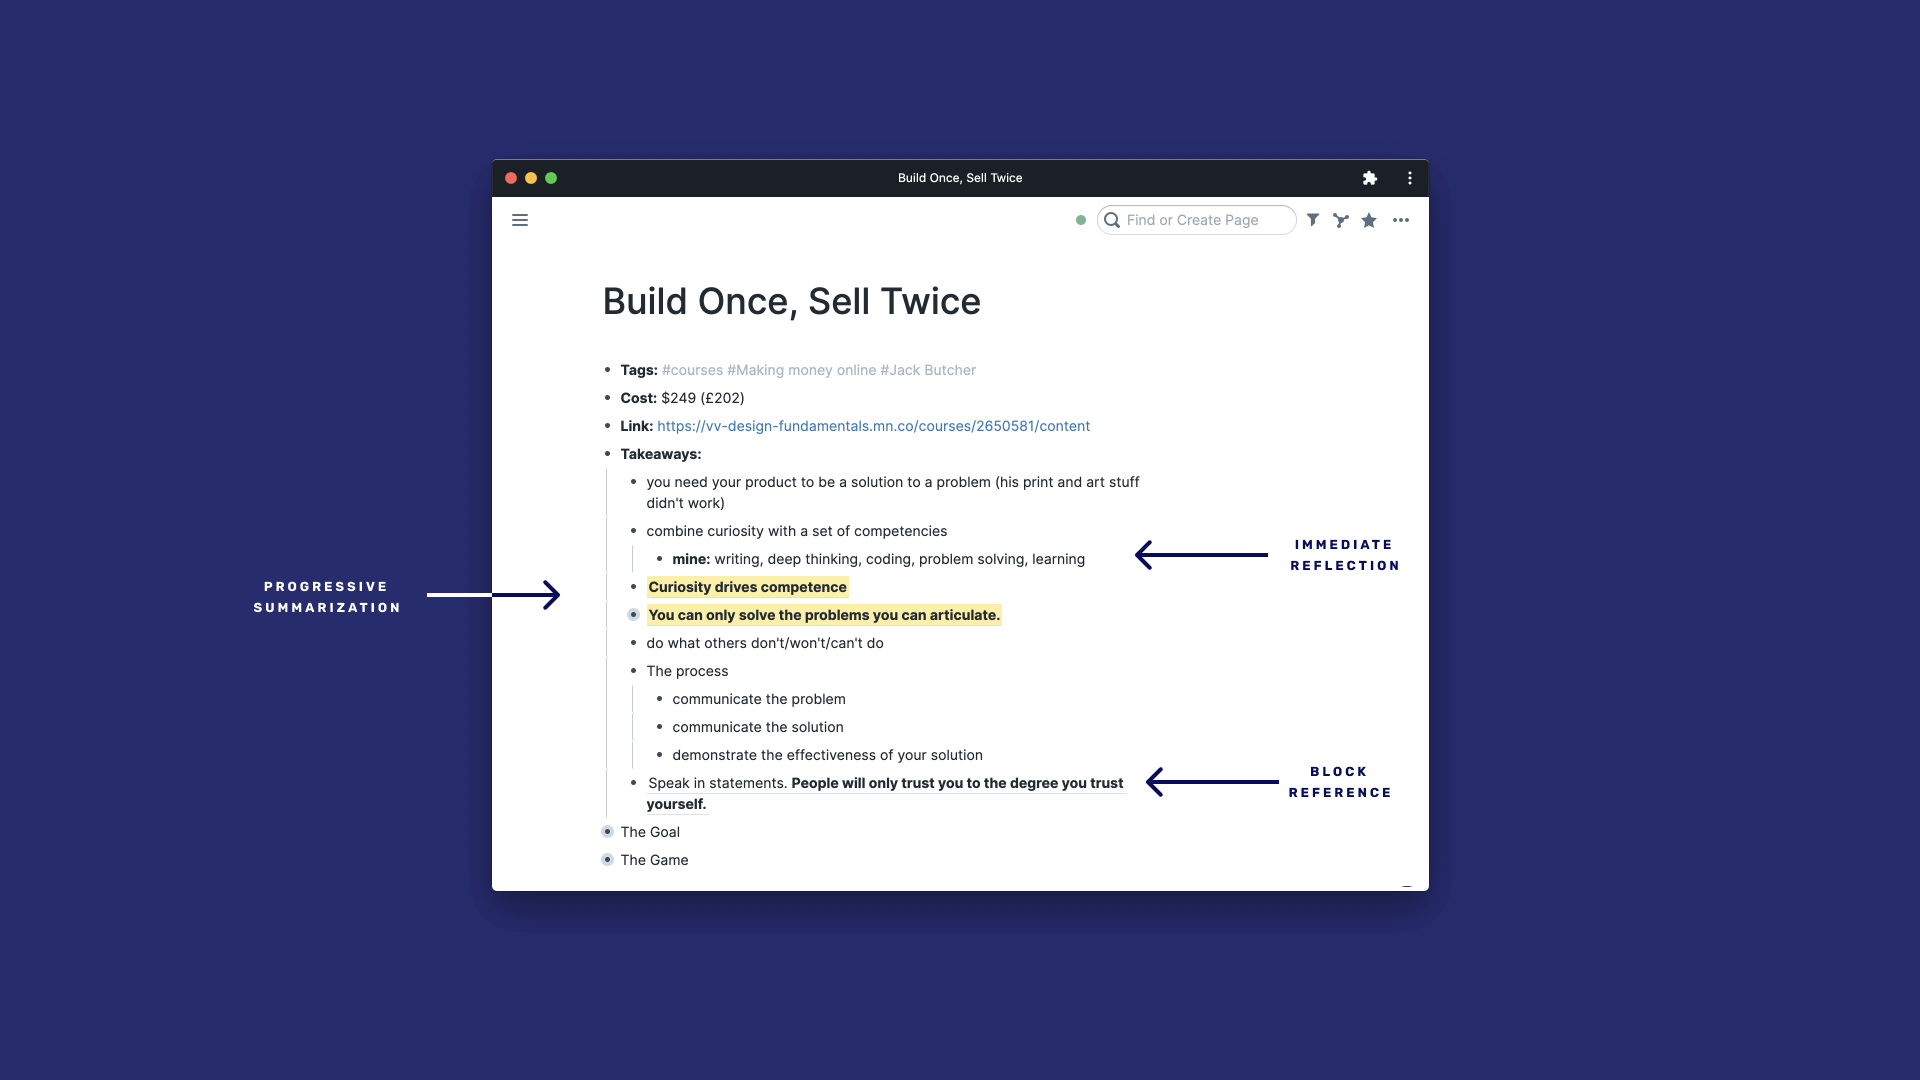 Build Once, Sell Twice
Find or Create Page
Build Once, Sell Twice
Tags: #courses #Making money online #Jack Butcher
Cost: $249 (£202)
Link: https://vv-design-fundamentals.mn.co/courses/2650581/content
Takeaways:
you need your product to be a solution to a problem (his print and art stuff
didn't work)
combine curiosity with a set of competencies
mine: writing, deep thinking, coding, problem solving, learning
IMMEDIATE
REFLECTION
PROGRESSIVE
SUMMARIZATION
Curiosity drives competence
You can only solve the problems you can articulate.
do what others don't/won't/can't do
The process
communicate the problem
communicate the solution
demonstrate the effectiveness of your solution
Speak in statements. People will only trust you to the degree you trust
yourself.
BLOCK
REFERENCE
The Goal
The Game